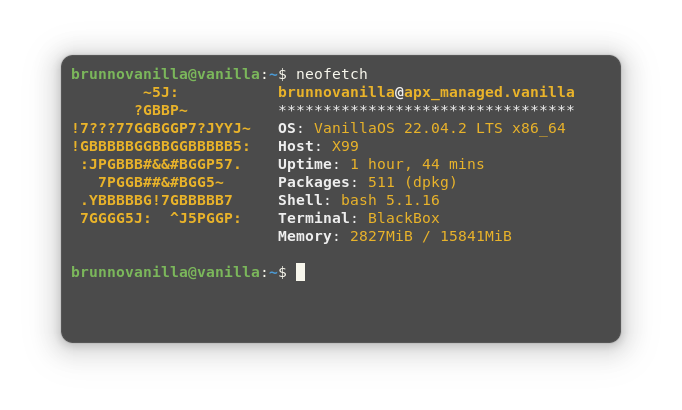 brunnovanilla@vanilla:~$ neofetch
        ~5J:           brunnovanilla@apx_managed.vanilla
       ?GBBP~          *********************************
!7???77GGBGGP7?JYYJ~   OS: VanillaOS 22.04.2 LTS x86_64
!GBBBBBGGBBGGBBBBB5:   Host: X99
 :JPGBBB#&&#BGGP57.    Uptime: 1 hour, 44 mins
   7PGGB##&#BGG5~      Packages: 511 (dpkg)
 .YBBBBBG!7GBBBBB7     Shell: bash 5.1.16
 7GGGG5J:  ^J5PGGP:    Terminal: BlackBox
                       Memory: 2827MiB / 15841MiB
brunnovanilla@vanilla:~$